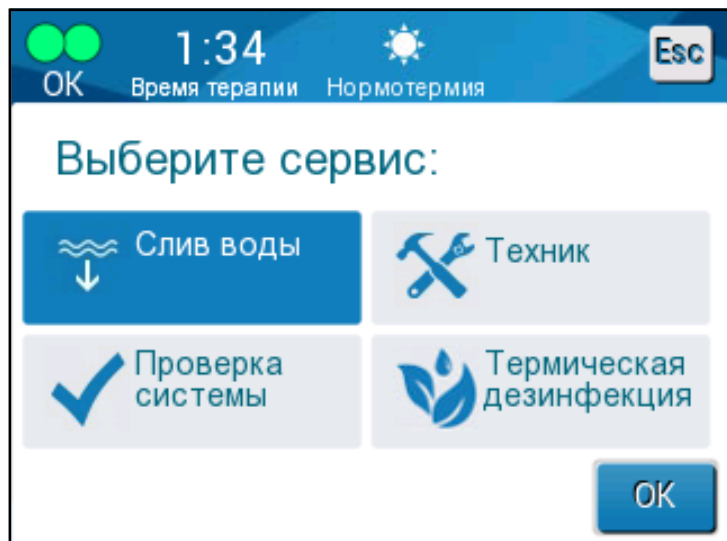 1:34
Esc
OK
Время терапии
Нормотермия
Выберите сервис:
Слив воды
Техник
Проверка
системы
Термическая
дезинфекция
OK